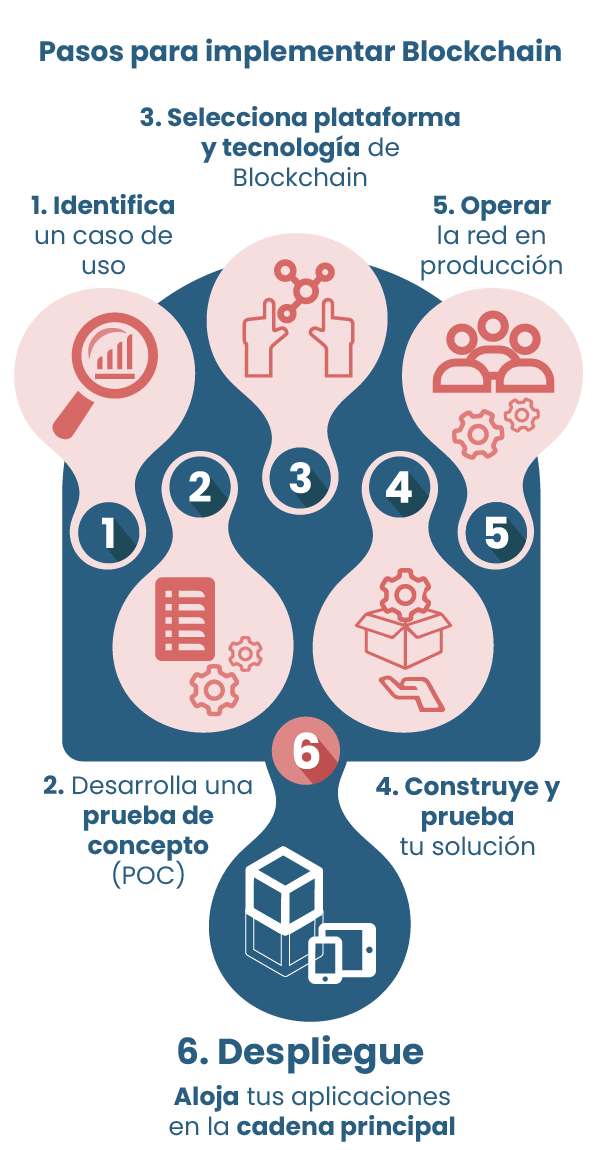 Pasos para implementar Blockchain
3. Selecciona plataforma
y tecnología de
Blockchain
1. Identifica
un caso de
uso
5. Operar
la red en
producción
1
2
3
4
5
6
2. Desarrolla una
prueba de
concepto
(POC)
4. Construye y
prueba
tu solución
6. Despliegue
Aloja tus aplicaciones
en la cadena principal